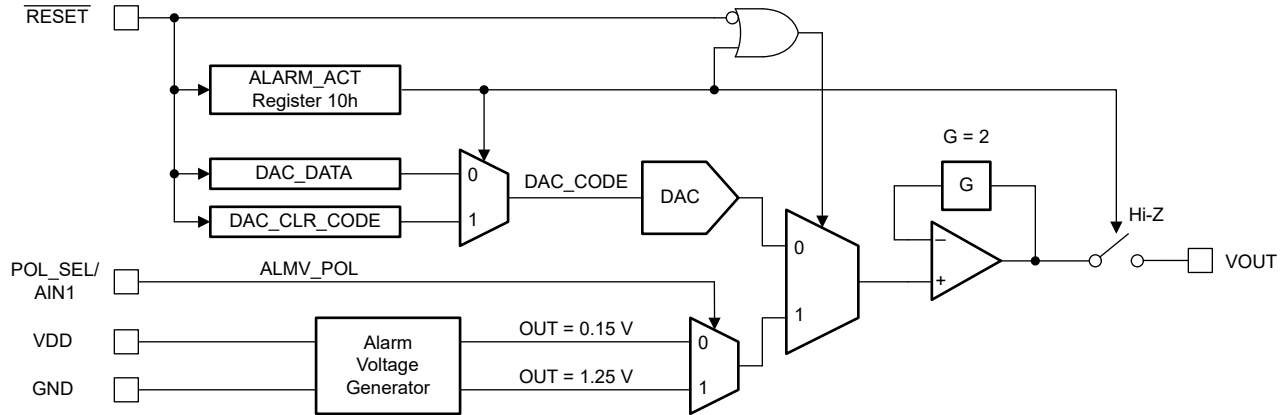 RESET
ALARM_ACT
Register 10h
G = 2
G
DAC_DATA
0
DAC_CODE
DAC
DAC_CLR_CODE
1
Hi-Z
0
–
+
VOUT
POL_SEL/
AIN1
ALMV_POL
1
VDD
GND
Alarm
Voltage
Generator
OUT = 0.15 V
0
OUT = 1.25 V
1